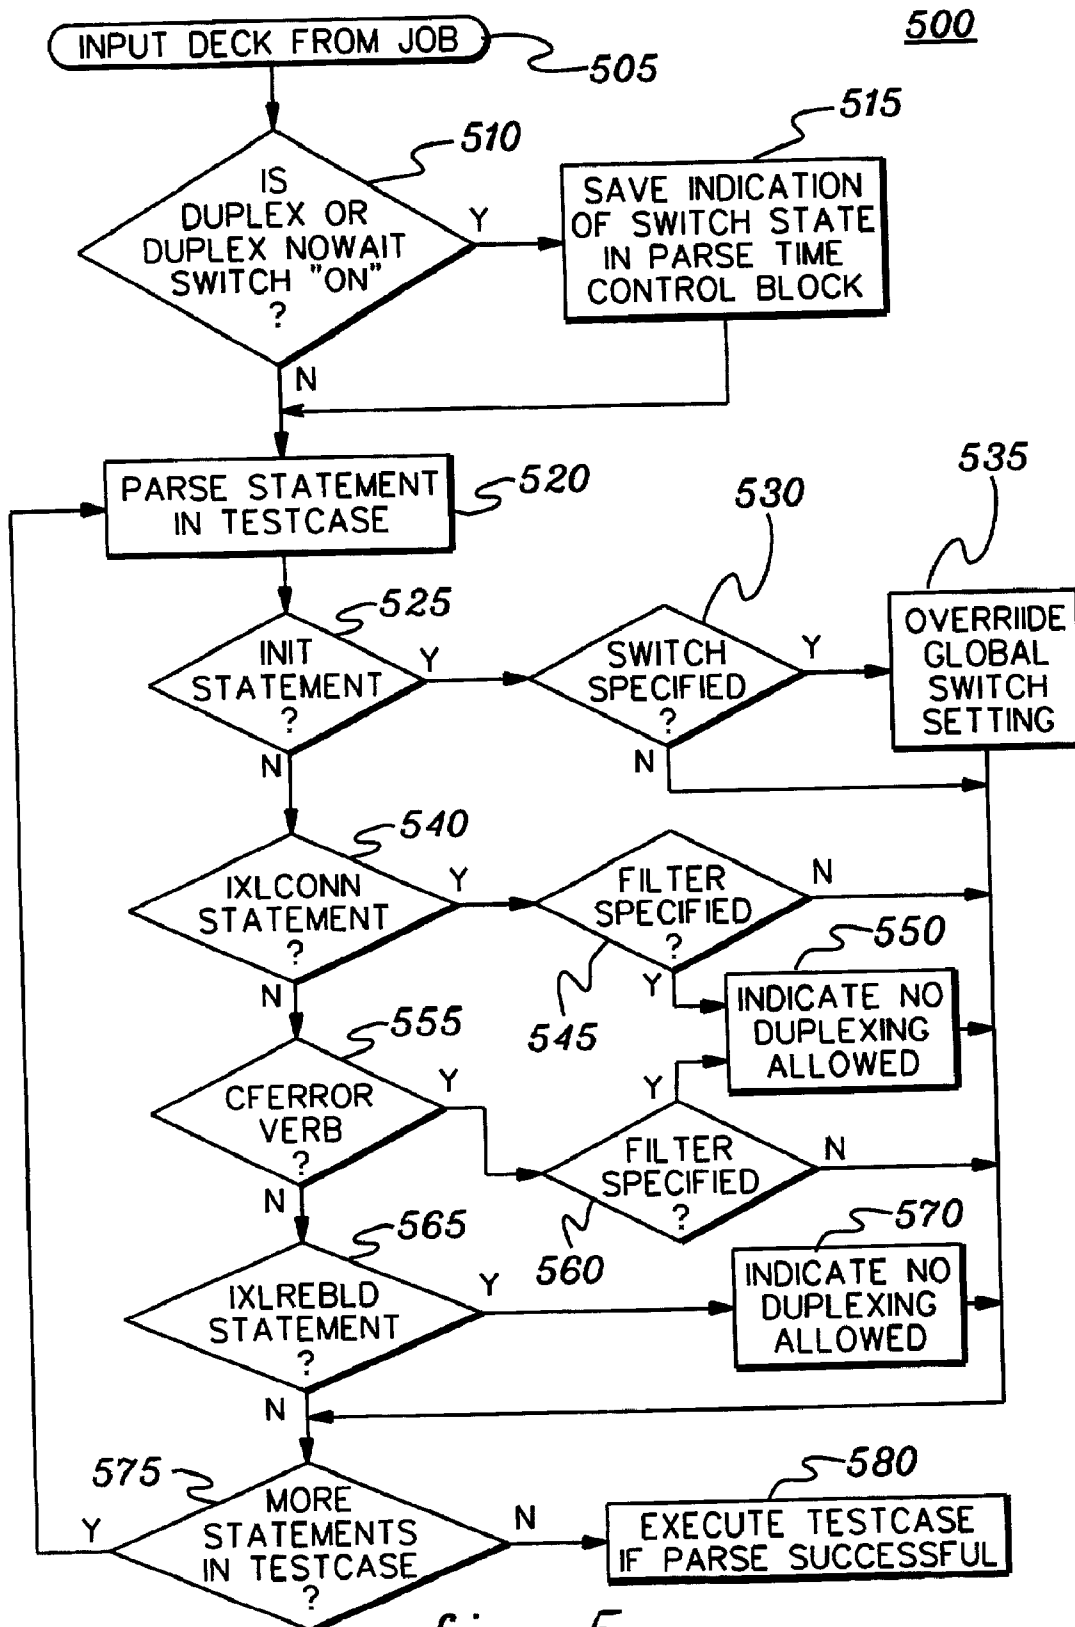 500
INPUT DECK FROM JOB
505
510
515
IS
DUPLEX OR
DUPLEX NOWAIT
SWITCH "ON"
?
Y
SAVE INDICATION
OF SWITCH STATE
IN PARSE TIME
CONTROL BLOCK
N
PARSE STATEMENT
IN TESTCASE
520
525
INIT
STATEMENT
?
Y
N
530
SWITCH
SPECIFIED
?
Y
N
535
OVERRIIDE
GLOBAL
SWITCH
SETTING
540
IXLCONN
STATEMENT
?
Y
N
FILTER
SPECIFIED
?
N
Y
545
550
INDICATE NO
DUPLEXING
ALLOWED
555
CFERROR
VERB
?
Y
N
Y
FILTER
SPECIFIED
?
N
560
565
IXLREBLD
STATEMENT
?
Y
N
570
INDICATE NO
DUPLEXING
ALLOWED
575
MORE
STATEMENTS
IN TESTCASE
?
Y
N
580
EXECUTE TESTCASE
IF PARSE SUCCESSFUL